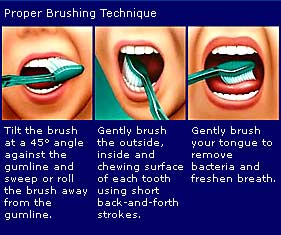 Proper Brushing Technique
Tilt the brush
at a 45° angle
against the
gumline and
sweep or roll
the brush away
from the
gumline.
Gently brush
the outside,
inside and
chewing surface
of each tooth
using short
back-and-forth
strokes.
Gently brush
your tongue to
remove
bacteria and
freshen breath.